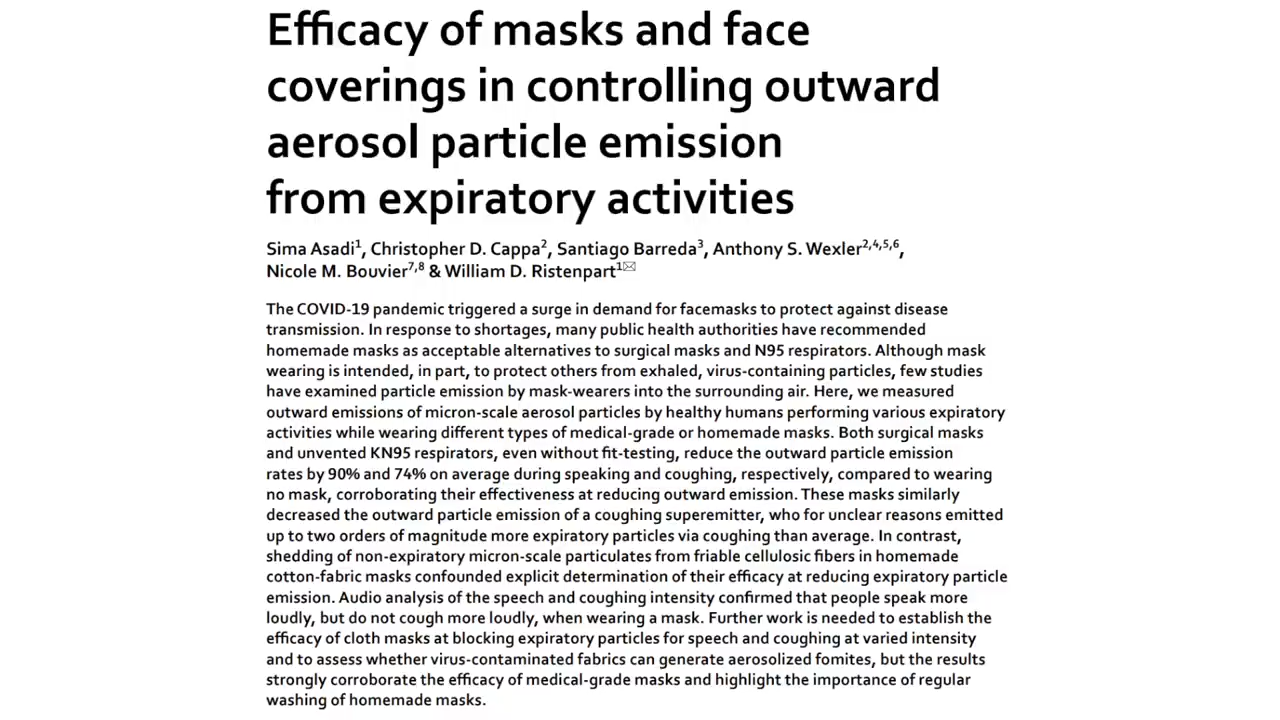 Efficacy of masks and face
coverings in controlling outward
aerosol particle emission
from expiratory activities
Sima Asadi1, Christopher D. Cappa2, Santiago Barreda3, Anthony S. Wexler2,4,5,6,
Nicole M. Bouvier7,8 & William D. Ristenpart1✉
The COVID-19 pandemic triggered a surge in demand for facemasks to protect against disease
transmission. In response to shortages, many public health authorities have recommended
homemade masks as acceptable alternatives to surgical masks and N95 respirators. Although mask
wearing is intended, in part, to protect others from exhaled, virus-containing particles, few studies
have examined particle emission by mask-wearers into the surrounding air. Here, we measured
outward emissions of micron-scale aerosol particles by healthy humans performing various expiratory
activities while wearing different types of medical-grade or homemade masks. Both surgical masks
and unvented KN95 respirators, even without fit-testing, reduce the outward particle emission
rates by 90% and 74% on average during speaking and coughing, respectively, compared to wearing
no mask, corroborating their effectiveness at reducing outward emission. These masks similarly
decreased the outward particle emission of a coughing superemitter, who for unclear reasons emitted
up to two orders of magnitude more expiratory particles via coughing than average. In contrast,
shedding of non-expiratory micron-scale particulates from friable cellulosic fibers in homemade
cotton-fabric masks confounded explicit determination of their efficacy at reducing expiratory particle
emission. Audio analysis of the speech and coughing intensity confirmed that people speak more
loudly, but do not cough more loudly, when wearing a mask. Further work is needed to establish the
efficacy of cloth masks at blocking expiratory particles for speech and coughing at varied intensity
and to assess whether virus-contaminated fabrics can generate aerosolized fomites, but the results
strongly corroborate the efficacy of medical-grade masks and highlight the importance of regular
washing of homemade masks.